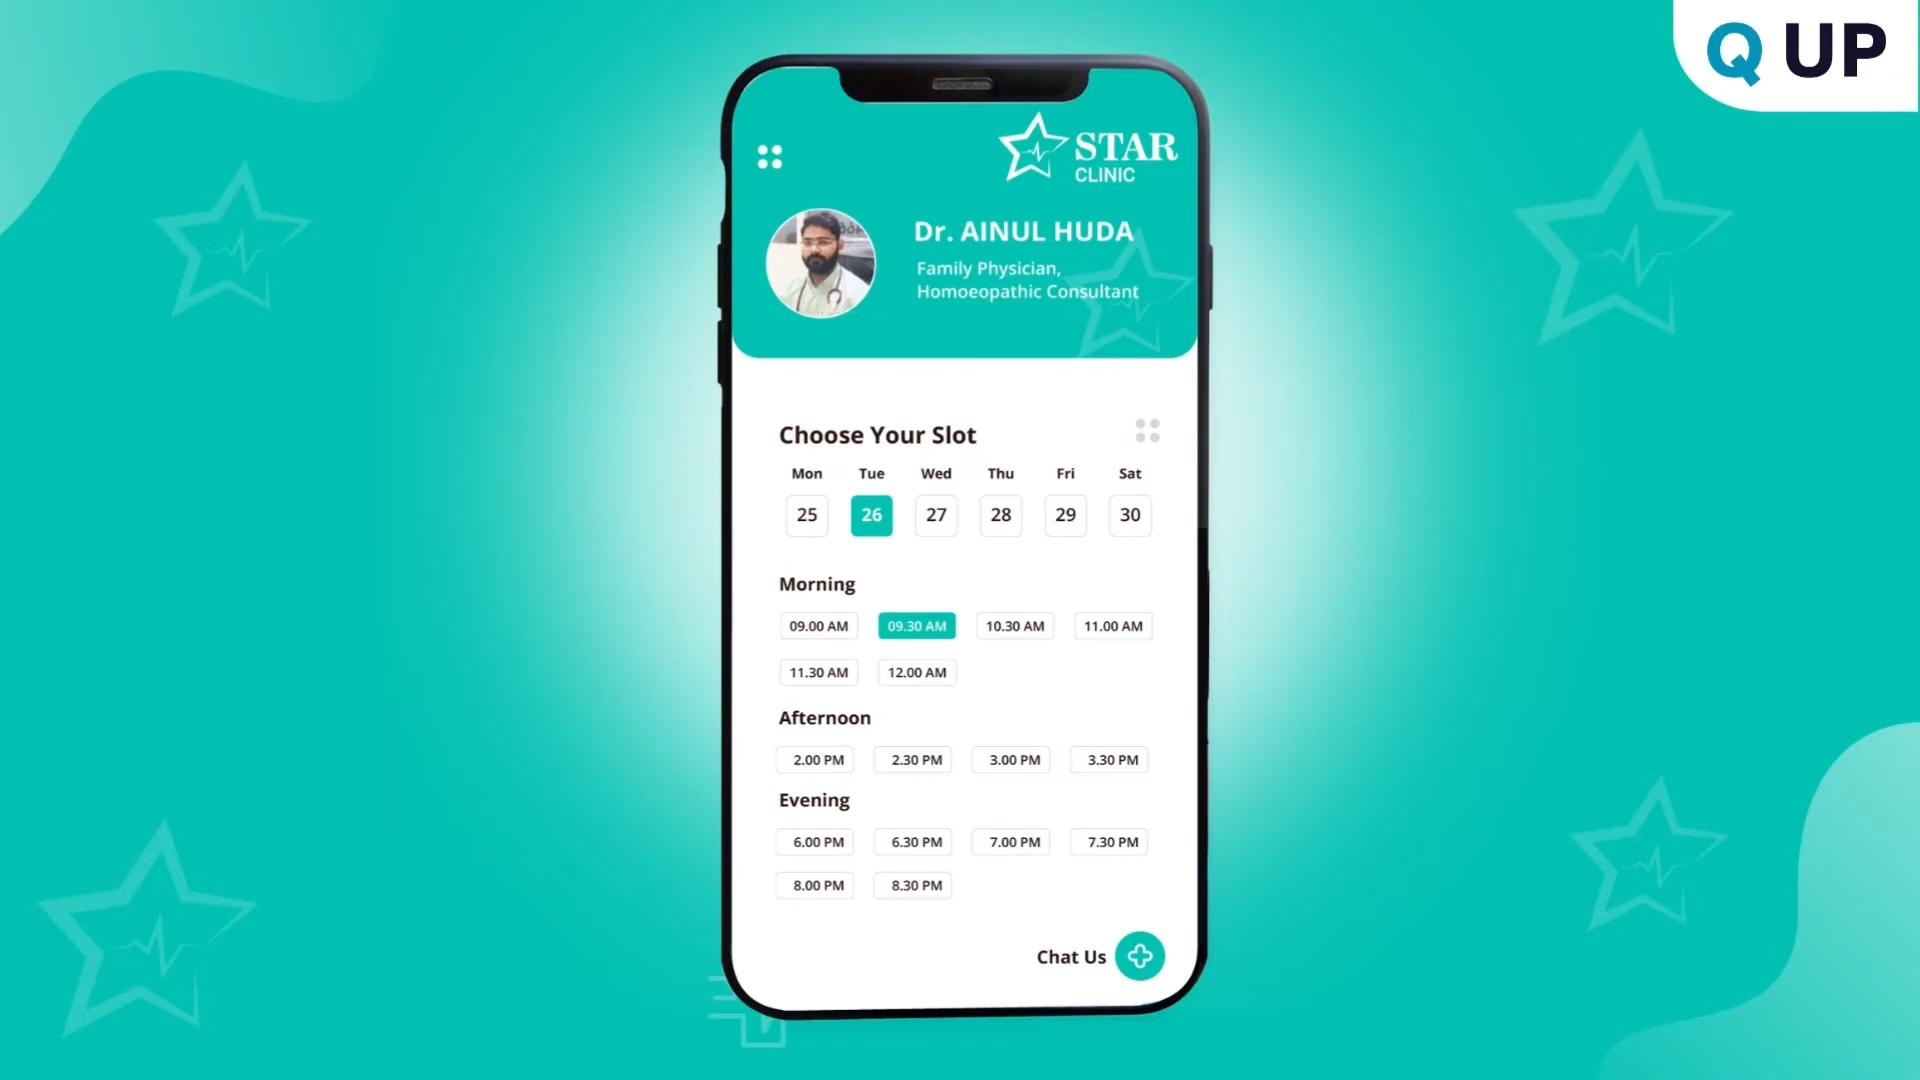 Q UP
STAR
CLINIC
Dr. AINUL HUDA
Family Physician,
Homoeopathic Consultant
Choose Your Slot
Mon Tue Wed Thu Fri Sat
25 26 27 28 29 30
Morning
09.00 AM 09.30 AM 10.30 AM 11.00 AM
11.30 AM 12.00 AM
Afternoon
2.00 PM 2.30 PM 3.00 PM 3.30 PM
Evening
6.00 PM 6.30 PM 7.00 PM 7.30 PM
8.00 PM 8.30 PM
Chat Us